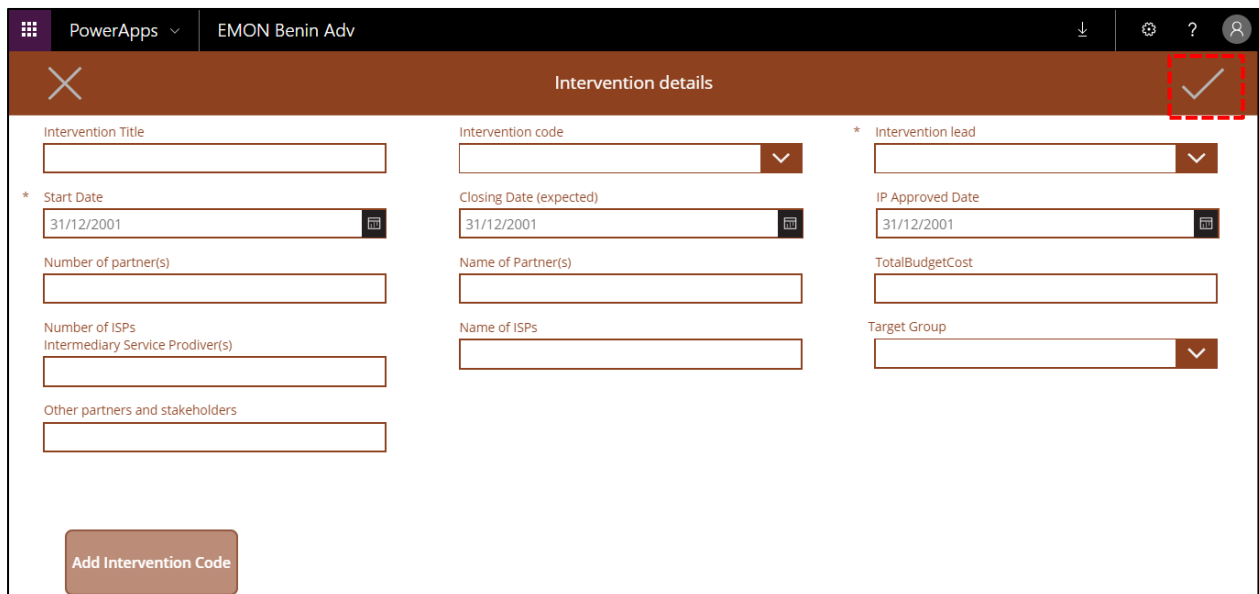 PowerApps
EMON Benin Adv
?
Intervention details
Intervention Title
Intervention code
* Intervention lead
* Start Date
Closing Date (expected)
IP Approved Date
31/12/2001
31/12/2001
31/12/2001
Number of partner(s)
Name of Partner(s)
TotalBudgetCost
Number of ISPs
Intermediary Service Prodiver(s)
Name of ISPs
Target Group
Other partners and stakeholders
Add Intervention Code